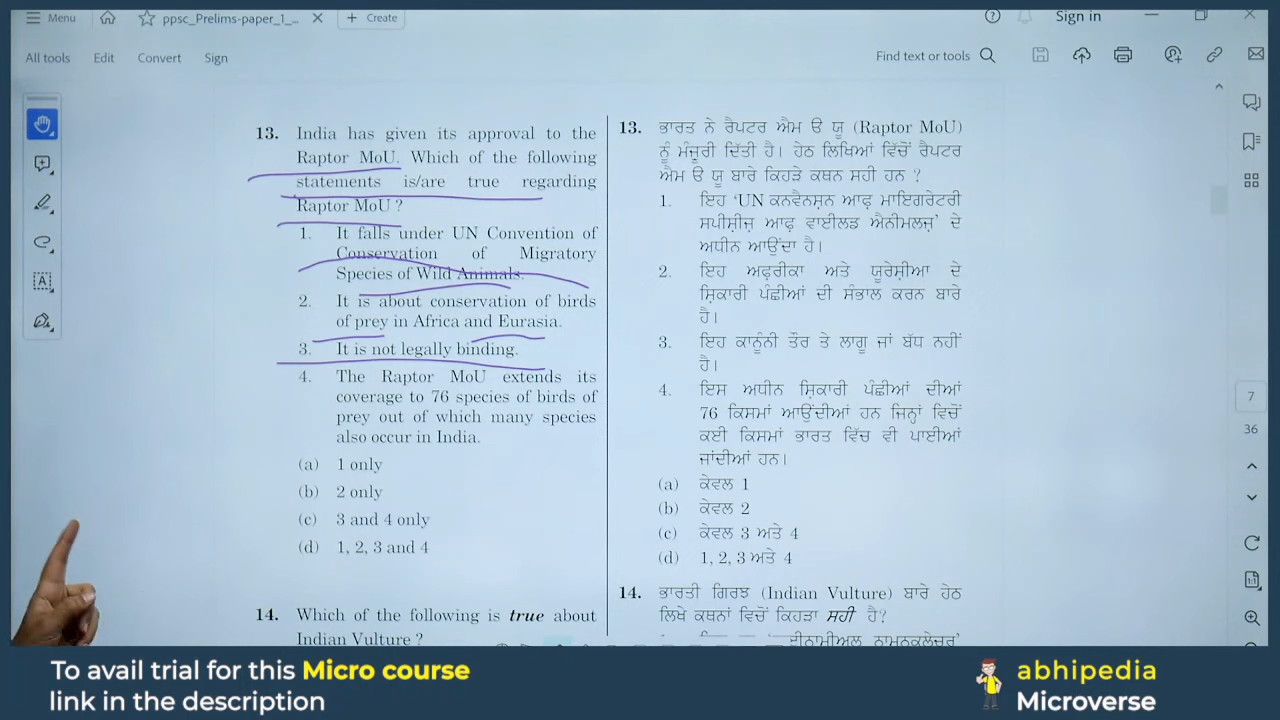 Menu
ppsc_Prelims-paper_1_...
Create
Sign in
All tools
Edit
Convert
Sign
Find text or tools
13. India has given its approval to the
Raptor MoU. Which of the following
statements is/are true regarding
Raptor MoU ?
1. It falls under UN Convention of
Conservation of Migratory
Species of Wild Animals.
2. It is about conservation of birds
of prey in Africa and Eurasia.
3. It is not legally binding.
4. The Raptor MoU extends its
coverage to 76 species of birds of
prey out of which many species
also occur in India.
(a) 1 only
(b) 2 only
(c) 3 and 4 only
(d) 1, 2, 3 and 4
14. Which of the following is true about
Indian Vulture ?
13. ਭਾਰਤ ਨੇ ਰੈਪਟਰ ਐਮ ਓ ਯੂ (Raptor MoU)
ਨੂੰ ਮੰਜ਼ੂਰੀ ਦਿੱਤੀ ਹੈ। ਹੇਠ ਲਿਖਿਆਂ ਵਿੱਚੋਂ ਰੈਪਟਰ
ਐਮ ਓ ਯੂ ਬਾਰੇ ਕਿਹੜੇ ਕਥਨ ਸਹੀ ਹਨ ?
1. ਇਹ ‘UN ਕਨਵੈਨਸ਼ਨ ਆਫ਼ ਮਾਇਗਰੇਟਰੀ
ਸਪੀਸ਼ੀਜ਼ ਆਫ਼ ਵਾਈਲਡ ਐਨੀਮਲਜ਼’ ਦੇ
ਅਧੀਨ ਆਉਂਦਾ ਹੈ।
2. ਇਹ ਅਫ਼ਰੀਕਾ ਅਤੇ ਯੂਰੇਸ਼ੀਆ ਦੇ
ਸ਼ਿਕਾਰੀ ਪੰਛੀਆਂ ਦੀ ਸੰਭਾਲ ਕਰਨ ਬਾਰੇ
ਹੈ।
3. ਇਹ ਕਾਨੂੰਨੀ ਤੌਰ ਤੇ ਲਾਗੂ ਜਾਂ ਬੱਧ ਨਹੀਂ
ਹੈ।
4. ਇਸ ਅਧੀਨ ਸ਼ਿਕਾਰੀ ਪੰਛੀਆਂ ਦੀਆਂ
76 ਕਿਸਮਾਂ ਆਉਂਦੀਆਂ ਹਨ ਜਿਨ੍ਹਾਂ ਵਿਚੋਂ
ਕਈ ਕਿਸਮਾਂ ਭਾਰਤ ਵਿੱਚ ਵੀ ਪਾਈਆਂ
ਜਾਂਦੀਆਂ ਹਨ।
(a) ਕੇਵਲ 1
(b) ਕੇਵਲ 2
(c) ਕੇਵਲ 3 ਅਤੇ 4
(d) 1, 2, 3 ਅਤੇ 4
14. ਭਾਰਤੀ ਗਿਰਝ (Indian Vulture) ਬਾਰੇ ਹੇਠ
ਲਿਖੇ ਕਥਨਾਂ ਵਿਚੋਂ ਕਿਹੜਾ ਸਹੀ ਹੈ?
7
36
To avail trial for this Micro course
link in the description
abhipedia
Microverse